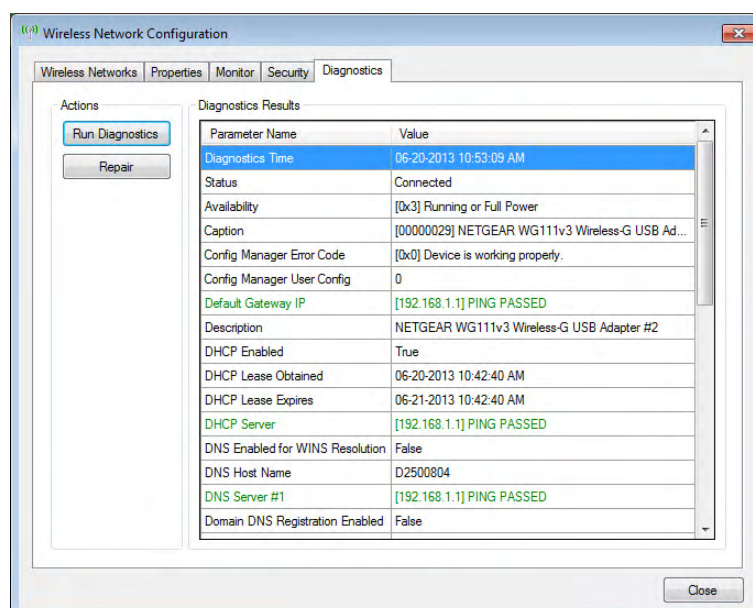 Wireless Network Configuration
Wireless Networks Properties Monitor Security Diagnostics
Actions
Run Diagnostics
Repair
Diagnostics Results
Parameter Name Value
Diagnostics Time 06-20-2013 10:53:09 AM
Status Connected
Availability [0x3] Running or Full Power
Caption [00000029] NETGEAR WG111v3 Wireless-G USB Ad...
Config Manager Error Code [0x0] Device is working properly.
Config Manager User Config 0
Default Gateway IP [192.168.1.1] PING PASSED
Description NETGEAR WG111v3 Wireless-G USB Adapter #2
DHCP Enabled True
DHCP Lease Obtained 06-20-2013 10:42:40 AM
DHCP Lease Expires 06-21-2013 10:42:40 AM
DHCP Server [192.168.1.1] PING PASSED
DNS Enabled for WINS Resolution False
DNS Host Name D2500804
DNS Server #1 [192.168.1.1] PING PASSED
Domain DNS Registration Enabled False
Close